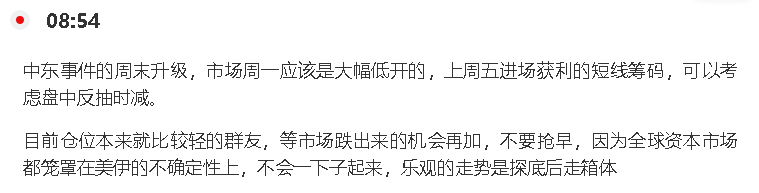 08:54
中东事件的周末升级，市场周一应该是大幅低开的，上周五进场获利的短线筹码，可以考
虑盘中反抽时减。
目前仓位本来就比较轻的群友，等市场跌出来的机会再加，不要抢早，因为全球资本市场
都笼罩在美伊的不确定性上，不会一下子起来，乐观的走势是探底后走箱体